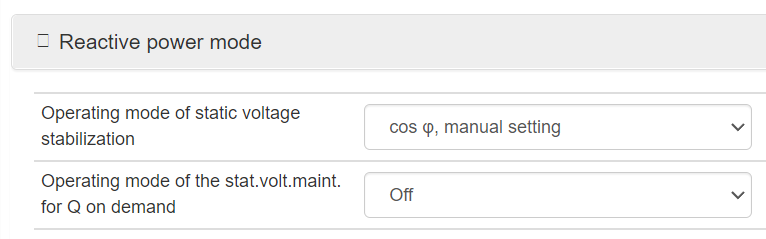 Reactive power mode
Operating mode of static voltage
stabilization
cos φ, manual setting
Operating mode of the stat.volt.maint.
for Q on demand
Off